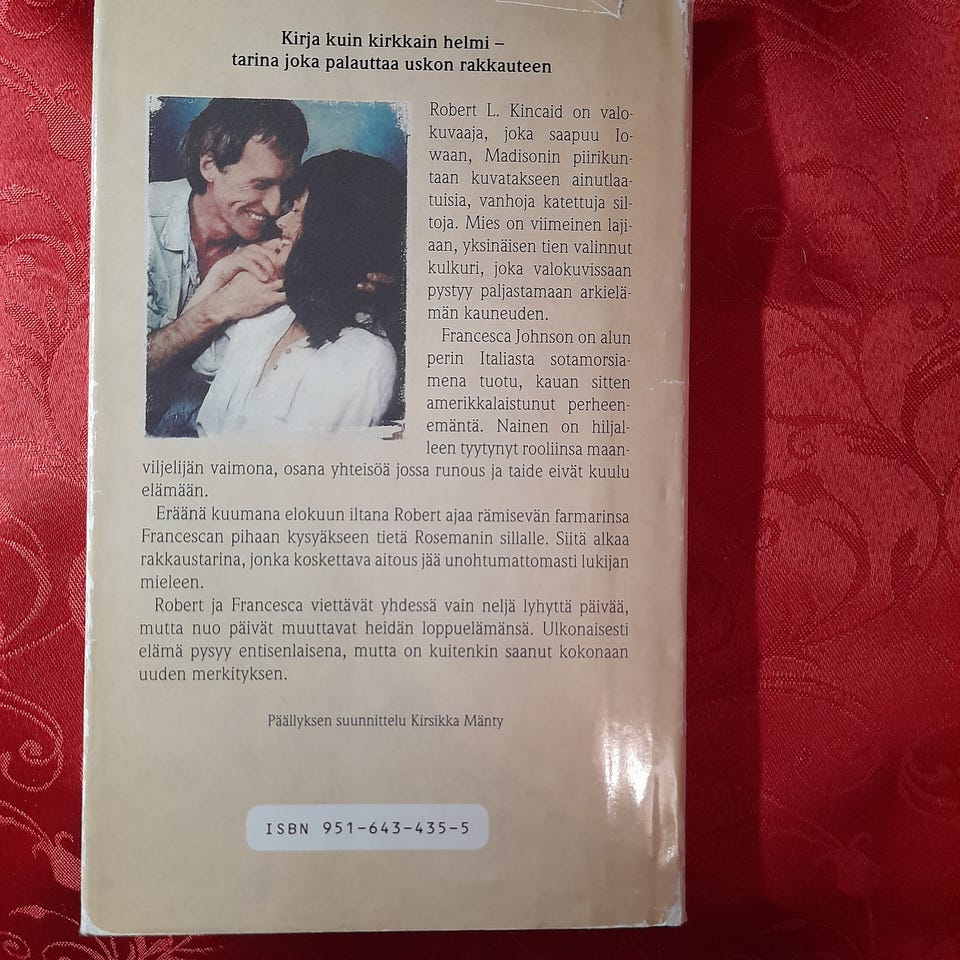 Kirja kuin kirkkain helmi –
tarina joka palauttaa uskon rakkauteen
Robert L. Kincaid on valo-
kuvaaja, joka saapuu Io-
waan, Madisonin piirikun-
taan kuvatakseen ainutlaa-
tuisia, vanhoja katettuja sil-
toja. Mies on viimeinen laji-
aan, yksinäisen tien valinnut
kulkuri, joka valokuvissaan
pystyy paljastamaan arkielä-
män kauneuden.
Francesca Johnson on alun
perin Italiasta sotamorsia-
mena tuotu, kauan sitten
amerikkalaistunut perheen-
emäntä. Nainen on hiljal-
leen tyytynyt rooliinsa maan-
viljelijän vaimona, osana yhteisöä jossa runous ja taide eivät kuulu
elämään.
Eräänä kuumana elokuun iltana Robert ajaa rämisevän farmarinsa
Francescan pihaan kysyäkseen tietä Rosemanin sillalle. Siitä alkaa
rakkaustarina, jonka koskettava aitous jää unohtumattomasti lukijan
mieleen.
Robert ja Francesca viettävät yhdessä vain neljä lyhyttä päivää,
mutta nuo päivät muuttavat heidän loppuelämänsä. Ulkonaisesti
elämä pysyy entisenlaisena, mutta on kuitenkin saanut kokonaan
uuden merkityksen.
Päällyksen suunnittelu Kirsikka Mänty
ISBN 951-643-435-5